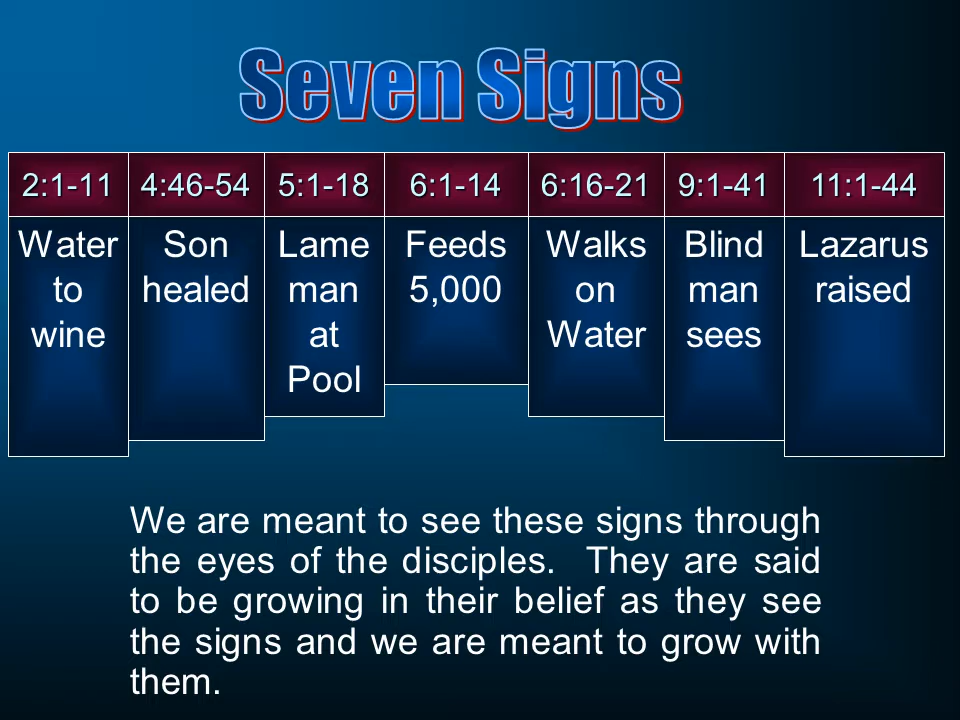 Seven Signs
2:1-11 4:46-54 5:1-18 6:1-14 6:16-21 9:1-41 11:1-44
Water
to
wine
Son
healed
Lame
man
at
Pool
Feeds
5,000
Walks
on
Water
Blind
man
sees
Lazarus
raised
We are meant to see these signs through
the eyes of the disciples. They are said
to be growing in their belief as they see
the signs and we are meant to grow with
them.